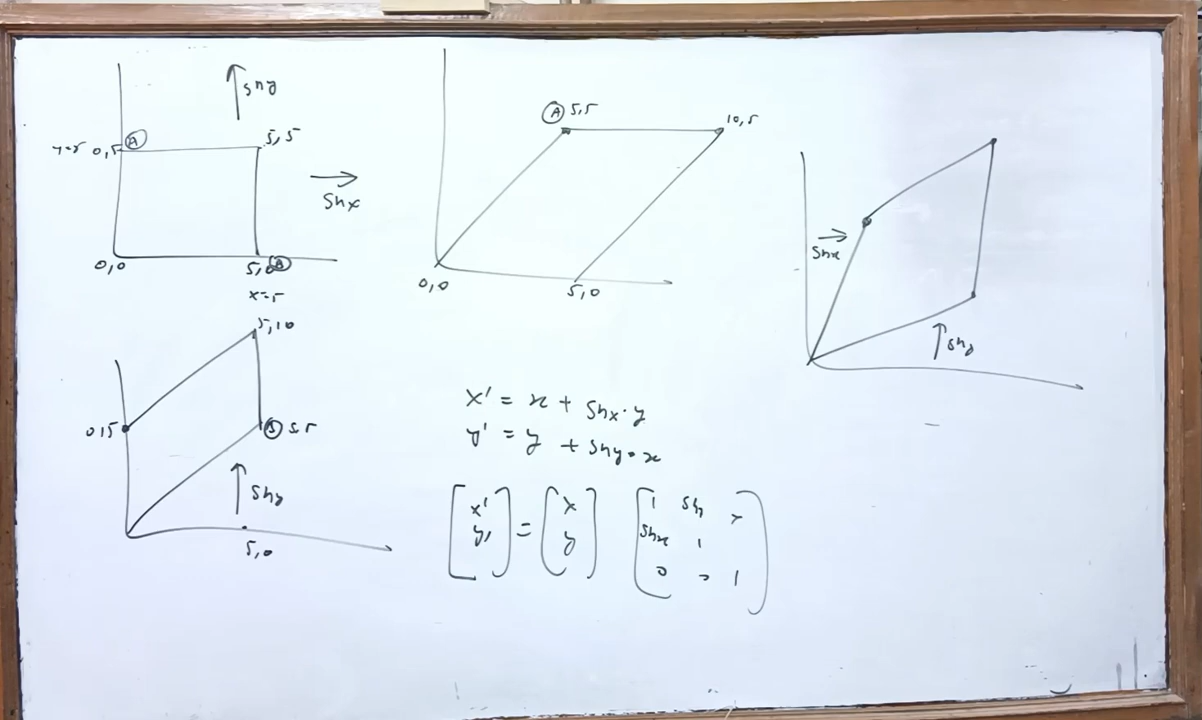 shy
y=5 0,5 A 5,5
shx
0,0 5,0 A
x=5
A 5,5 10,5
0,0 5,0
shx
shy
5,10
0,5
5,5
shy
5,0
x' = x + shx.y
y' = y + shy.x
[x' y'] = [x y] [1 sh
shx 1
0 0 1]